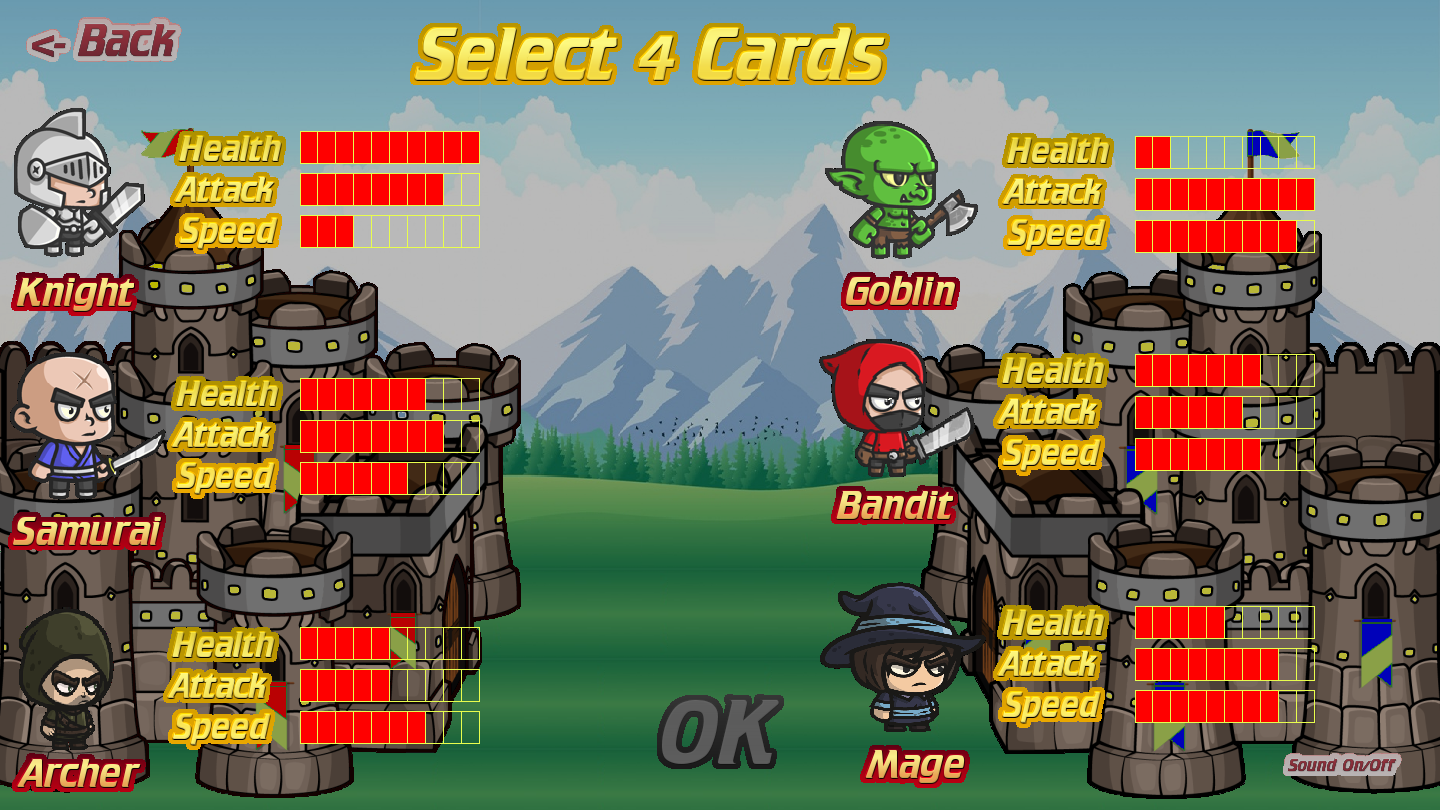 <- Back
Select 4 Cards
Health
Attack
Speed
Knight
Health
Attack
Speed
Goblin
Health
Attack
Speed
Samurai
Health
Attack
Speed
Bandit
Health
Attack
Speed
Archer
Health
Attack
Speed
Mage
OK
Sound On/Off